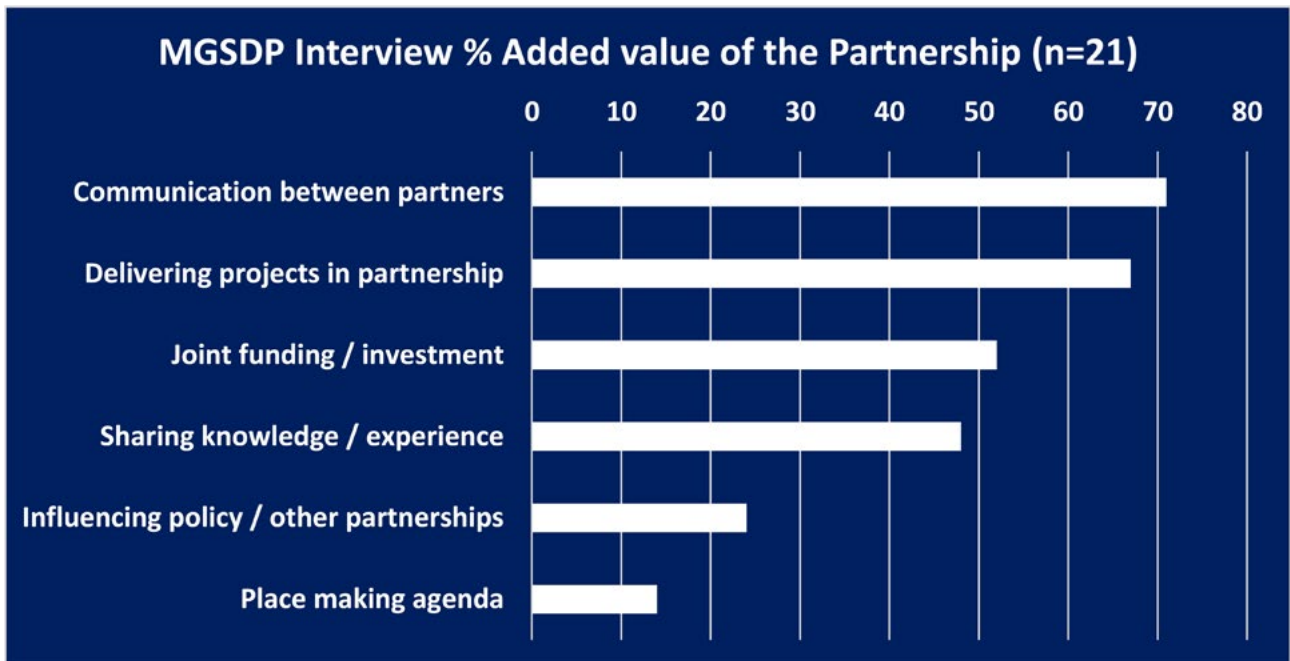 MGSDP Interview % Added value of the Partnership (n=21)
0 10 20 30 40 50 60 70 80
Communication between partners
Delivering projects in partnership
Joint funding / investment
Sharing knowledge / experience
Influencing policy / other partnerships
Place making agenda